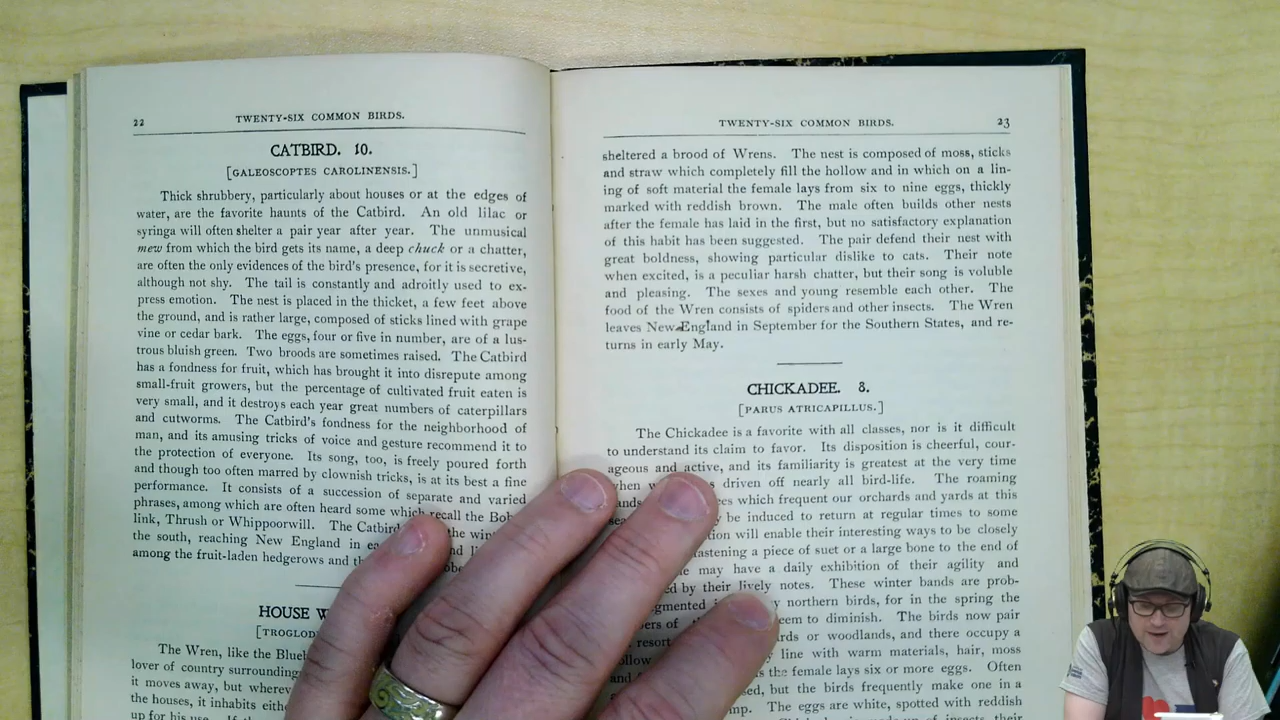 22
TWENTY-SIX COMMON BIRDS.
CATBIRD. 10.
[GALEOSCOPTES CAROLINENSIS.]
Thick shrubbery, particularly about houses or at the edges of
water, are the favorite haunts of the Catbird. An old lilac or
syringa will often shelter a pair year after year. The unmusical
mew from which the bird gets its name, a deep chuck or a chatter,
are often the only evidences of the bird's presence, for it is secretive,
although not shy. The tail is constantly and adroitly used to ex-
press emotion. The nest is placed in the thicket, a few feet above
the ground, and is rather large, composed of sticks lined with grape
vine or cedar bark. The eggs, four or five in number, are of a lus-
trous bluish green. Two broods are sometimes raised. The Catbird
has a fondness for fruit, which has brought it into disrepute among
small-fruit growers, but the percentage of cultivated fruit eaten is
very small, and it destroys each year great numbers of caterpillars
and cutworms. The Catbird's fondness for the neighborhood of
man, and its amusing tricks of voice and gesture recommend it to
the protection of everyone. Its song, too, is freely poured forth
and though too often marred by clownish tricks, is at its best a fine
performance. It consists of a succession of separate and varied
phrases, among which are often heard some which recall the Bob-
link, Thrush or Whippoorwill. The Catbird the
the south, reaching New England in
among the fruit-laden hedgerows and
HOUSE
The Wren, like the
lover of country surrounding
it moves away, but
the houses, it inhabits
up for his use.
TWENTY-SIX COMMON BIRDS.
23
sheltered a brood of Wrens. The nest is composed of moss, sticks
and straw which completely fill the hollow and in which on a lin-
ing of soft material the female lays from six to nine eggs, thickly
marked with reddish brown. The male often builds other nests
after the female has laid in the first, but no satisfactory explanation
of this habit has been suggested. The pair defend their nest with
great boldness, showing particular dislike to cats. Their note
when excited, is a peculiar harsh chatter, but their song is voluble
and pleasing. The sexes and young resemble each other. The
food of the Wren consists of spiders and other insects. The Wren
leaves New England in September for the Southern States, and re-
turns in early May.
CHICKADEE. 8.
[PARUS ATRICAPILLUS.]
The Chickadee is a favorite with all classes, nor is it difficult
to understand its claim to favor. Its disposition is cheerful, cour-
ageous and active, and its familiarity is greatest at the very time
when driven off nearly all bird-life. The roaming
which frequent our orchards and yards at this
be induced to return at regular times to some
will enable their interesting ways to be closely
fastening a piece of suet or a large bone to the end of
may have a daily exhibition of their agility and
by their lively notes. These winter bands are prob-
northern birds, for in the spring the
seem to diminish. The birds now pair
resort or woodlands, and there occupy a
line with warm materials, hair, moss
and the female lays six or more eggs. Often
but the birds frequently make one in a
The eggs are white, spotted with reddish